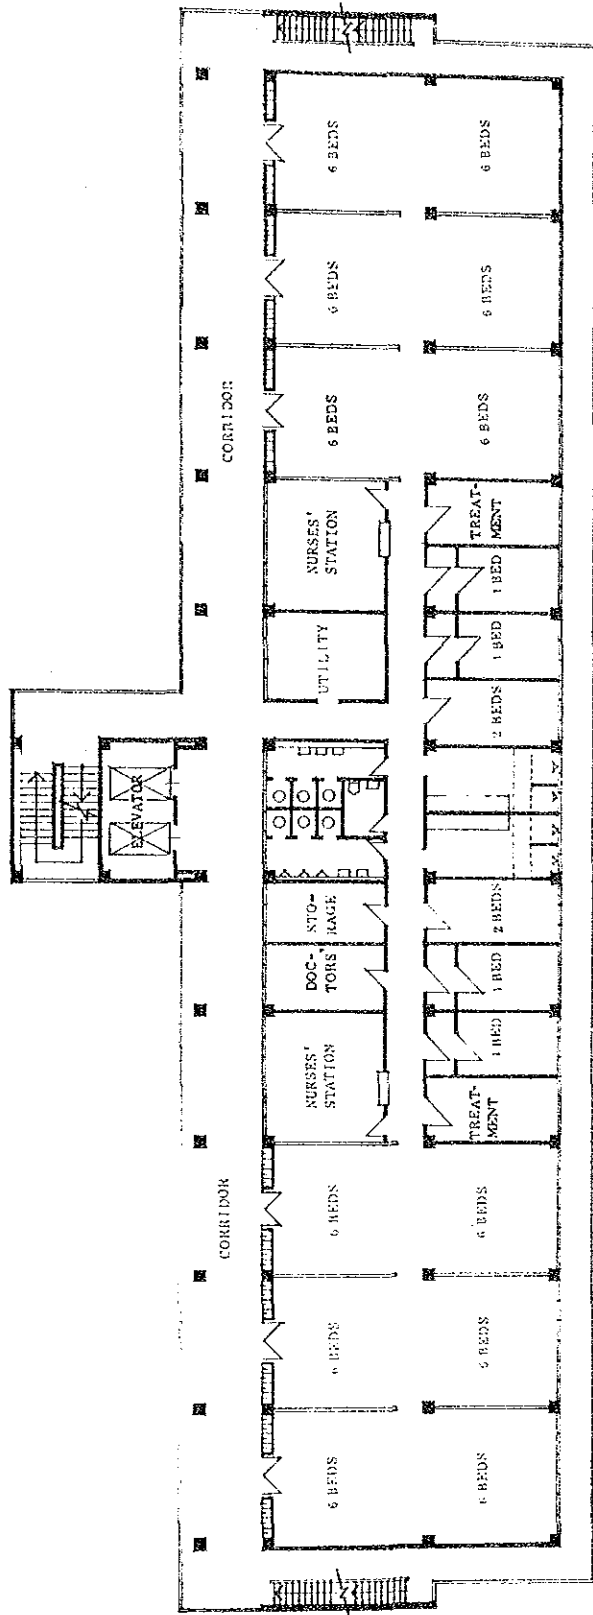 CORRIDOR
CORRIDOR
ELEVATOR
6 BEDS
6 BEDS
6 BEDS
NURSES'
STATION
DOC-
TORS
STO-
RAGE
UTILITY
NURSES'
STATION
6 BEDS
6 BEDS
6 BEDS
6 BEDS
6 BEDS
6 BEDS
TREAT-
MENT
1 BED
1 BED
2 BEDS
2 BEDS
1 BED
1 BED
TREAT-
MENT
6 BEDS
6 BEDS
6 BEDS